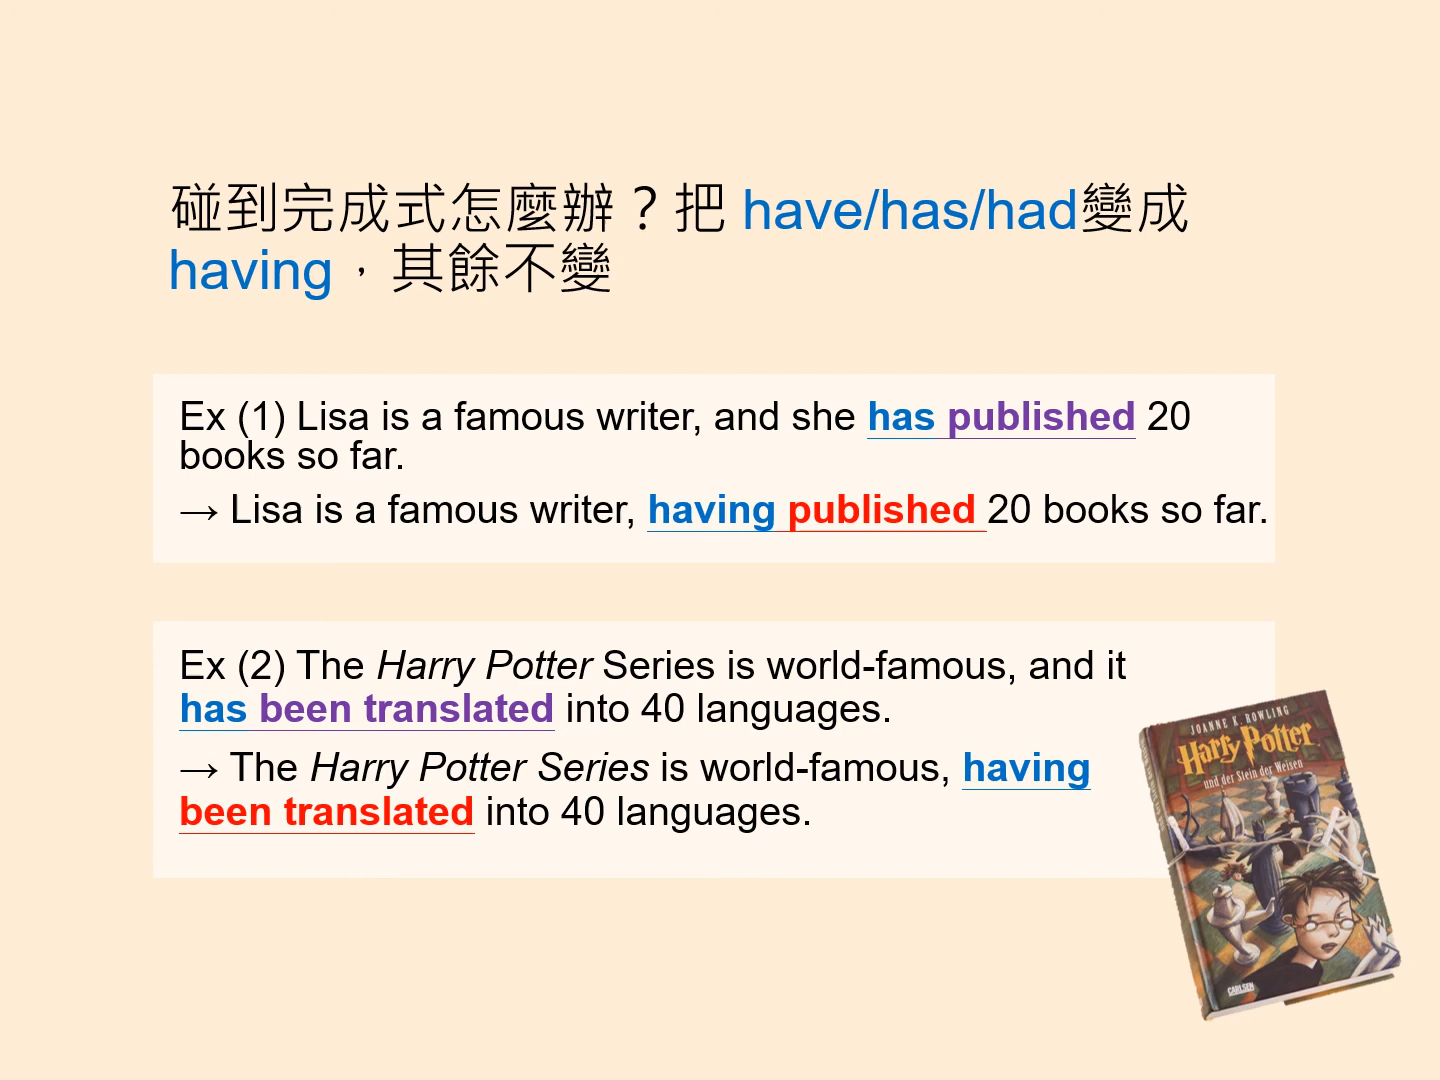 碰到完成式怎麼辦？把 have/has/had變成
having，其餘不變
Ex (1) Lisa is a famous writer, and she has published 20
books so far.
→ Lisa is a famous writer, having published 20 books so far.
Ex (2) The Harry Potter Series is world-famous, and it
has been translated into 40 languages.
→ The Harry Potter Series is world-famous, having
been translated into 40 languages.
JOANNE K. ROWLING
Harry Potter
und der Stein der Weisen
CARLSEN